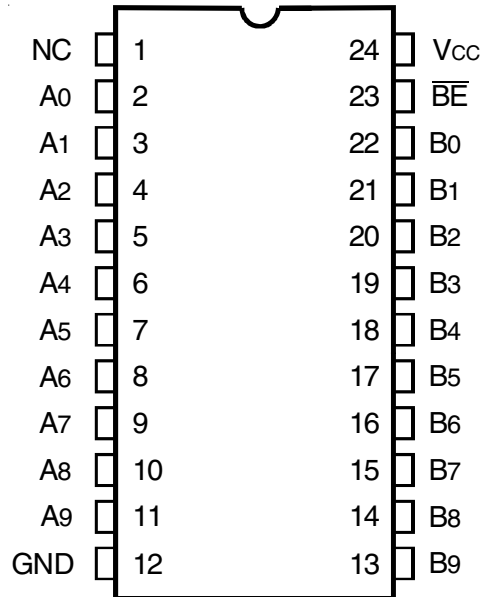 NC 1 24 Vcc
A0 2 23 B̅E̅
A1 3 22 B0
A2 4 21 B1
A3 5 20 B2
A4 6 19 B3
A5 7 18 B4
A6 8 17 B5
A7 9 16 B6
A8 10 15 B7
A9 11 14 B8
GND 12 13 B9